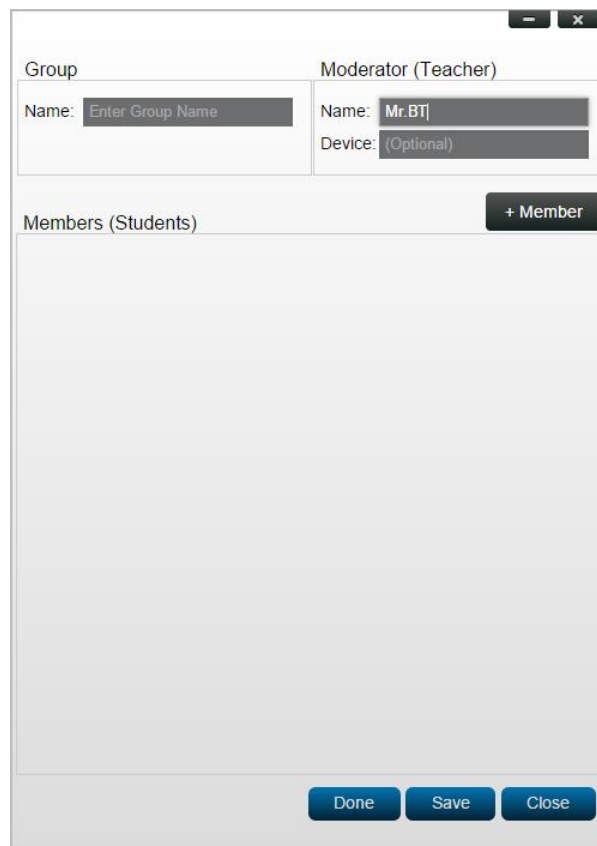 Group
Name: Enter Group Name
Moderator (Teacher)
Name: Mr.BT
Device: (Optional)
Members (Students)
+ Member
Done Save Close